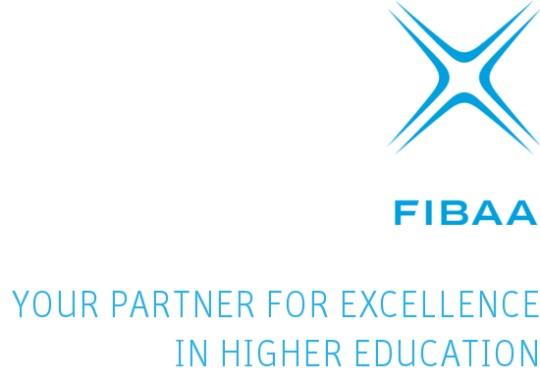 FIBAA
YOUR PARTNER FOR EXCELLENCE
IN HIGHER EDUCATION